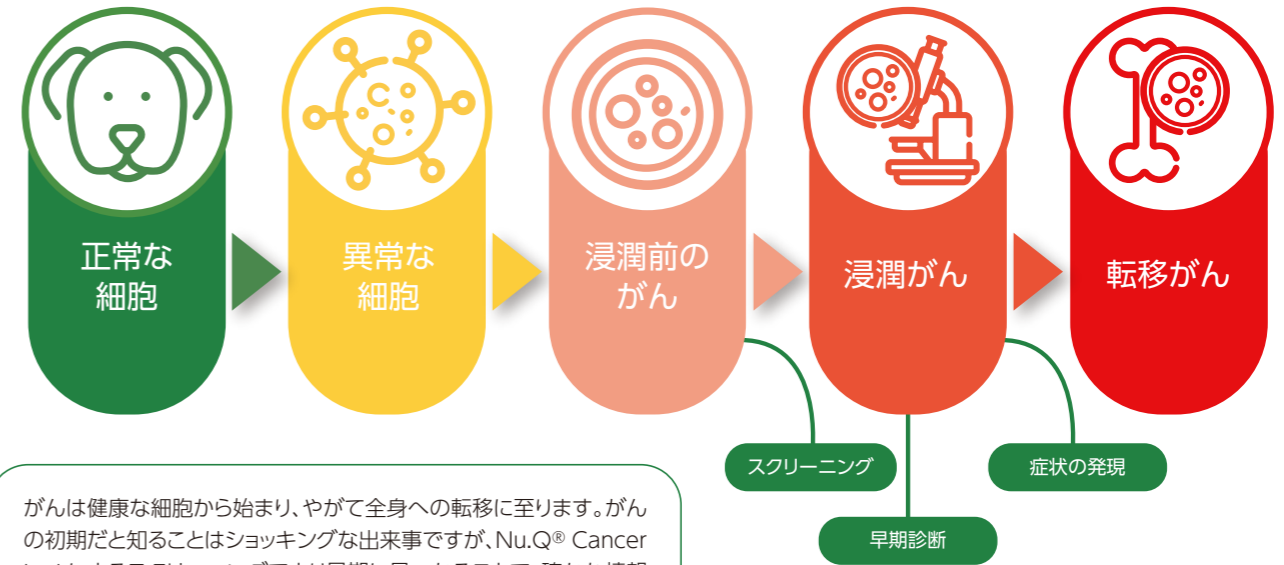 正常な
細胞
異常な
細胞
浸潤前の
がん
浸潤がん
転移がん
スクリーニング
症状の発現
早期診断
がんは健康な細胞から始まり、やがて全身への転移に至ります。がん
の初期だと知ることはショッキングな出来事ですが、Nu.Q® Cancer